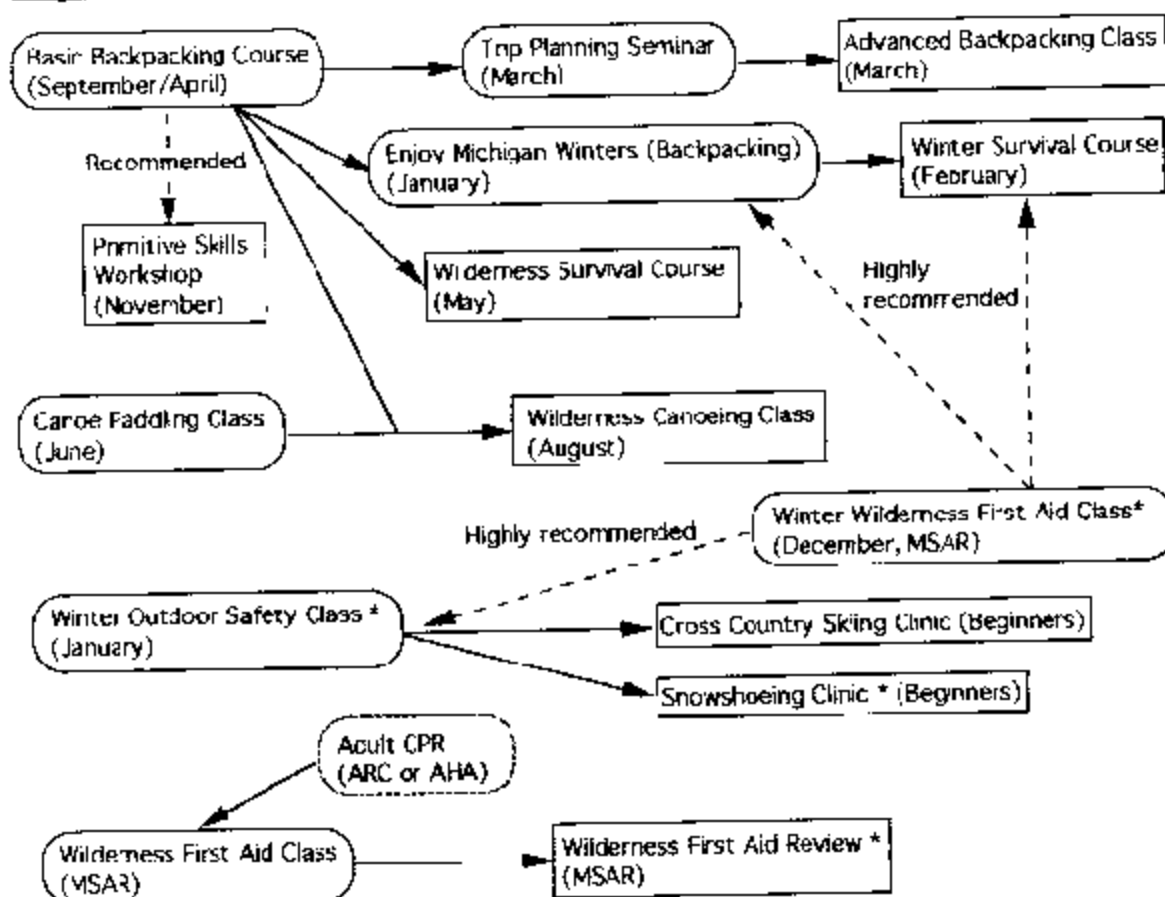 Basic Backpacking Course
(September/April)
Trip Planning Seminar
(March)
Advanced Backpacking Class
(March)
Recommended
Enjoy Michigan Winters (Backpacking)
(January)
Winter Survival Course
(February)
Primitive Skills
Workshop
(November)
Wilderness Survival Course
(May)
Highly
recommended
Canoe Paddling Class
(June)
Wilderness Canoeing Class
(August)
Highly recommended
Winter Wilderness First Aid Class*
(December, MSAR)
Winter Outdoor Safety Class *
(January)
Cross Country Skiing Clinic (Beginners)
Snowshoeing Clinic * (Beginners)
Adult CPR
(ARC or AHA)
Wilderness First Aid Class
(MSAR)
Wilderness First Aid Review *
(MSAR)